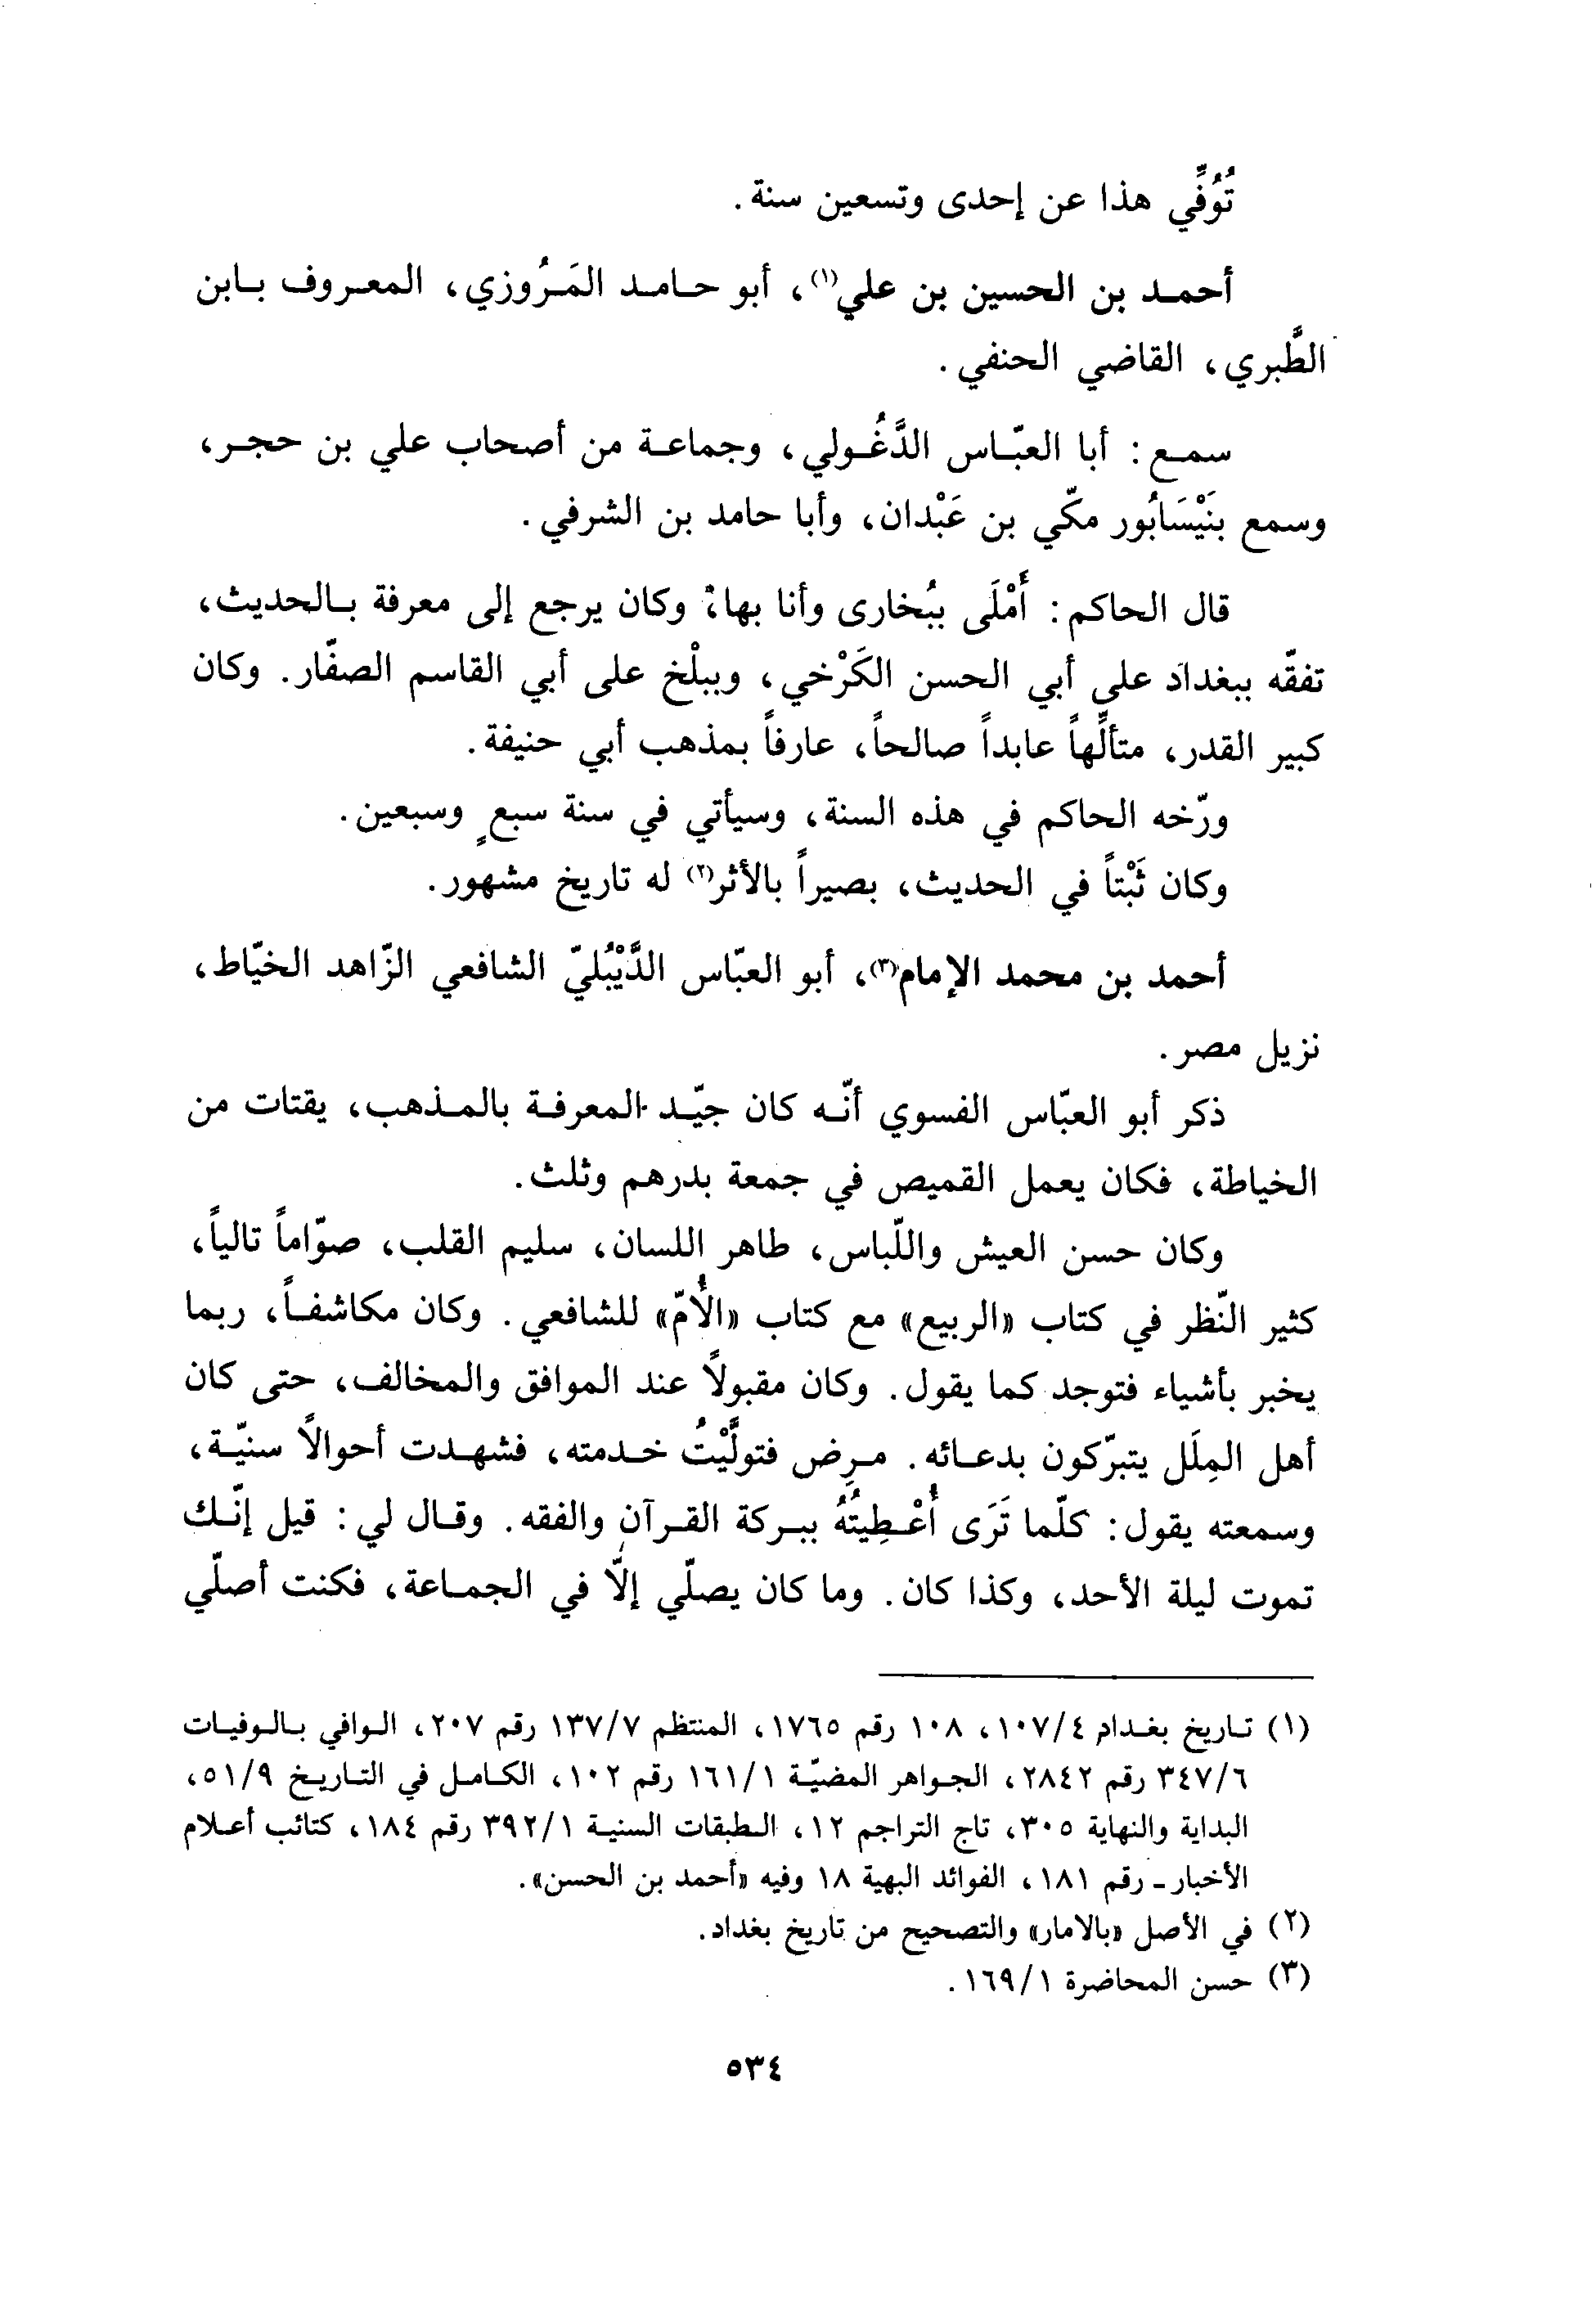 تُوُفِّي هذا عن إحدى وتسعين سنة.
أحمد بن الحسين بن علي(١)، أبو حامد المَرُوزي، المعروف بابن
الطَّبري، القاضي الحنفي.
سمع: أبا العبّاس الدَّغُولي، وجماعة من أصحاب علي بن حجر،
وسمع بنَيْسَابُور مكّي بن عَبْدان، وأبا حامد بن الشرفي.
قال الحاكم: أَمْلَى ببُخارى وأنا بها، وكان يرجع إلى معرفة بالحديث،
تفقّه ببغداد على أبي الحسن الكَرْخي، وببلْخ على أبي القاسم الصفّار. وكان
كبير القدر، متألِّهاً عابداً صالحاً، عارفاً بمذهب أبي حنيفة.
ورّخه الحاكم في هذه السنة، وسيأتي في سنة سبعٍ وسبعين.
وكان ثَبْتاً في الحديث، بصيراً بالأثر(٢) له تاريخ مشهور.
أحمد بن محمد الإمام(٣)، أبو العبّاس الدَّيْبُليّ الشافعي الزّاهد الخيّاط،
نزيل مصر.
ذكر أبو العبّاس الفسوي أنّه كان جيّد المعرفة بالمذهب، يقتات من
الخياطة، فكان يعمل القميص في جمعة بدرهم وثلث.
وكان حسن العيش واللّباس، طاهر اللسان، سليم القلب، صوّاماً تالياً،
كثير النّظر في كتاب «الربيع» مع كتاب «الأُمّ» للشافعي. وكان مكاشفاً، ربما
يخبر بأشياء فتوجد كما يقول. وكان مقبولاً عند الموافق والمخالف، حتى كان
أهل المِلَل يتبرّكون بدعائه. مرِض فتولَّيْتُ خدمته، فشهدت أحوالاً سنيّة،
وسمعته يقول: كلّما تَرَى أُعْطِيتُهُ ببركة القرآن والفقه. وقال لي: قيل إنّك
تموت ليلة الأحد، وكذا كان. وما كان يصلّي إلاّ في الجماعة، فكنت أصلّي
(١) تاريخ بغداد ١٠٧/٤، ١٠٨ رقم ١٧٦٥، المنتظم ١٣٧/٧ رقم ٢٠٧، الوافي بالوفيات
٣٤٧/٦ رقم ٢٨٤٢، الجواهر المضيّة ١٦١/١ رقم ١٠٢، الكامل في التاريخ ٥١/٩،
البداية والنهاية ٣٠٥، تاج التراجم ١٢، الطبقات السنية ٣٩٢/١ رقم ١٨٤، كتائب أعلام
الأخبار - رقم ١٨١، الفوائد البهية ١٨ وفيه «أحمد بن الحسن».
(٢) في الأصل «بالامار» والتصحيح من تاريخ بغداد.
(٣) حسن المحاضرة ١٦٩/١.
٥٣٤